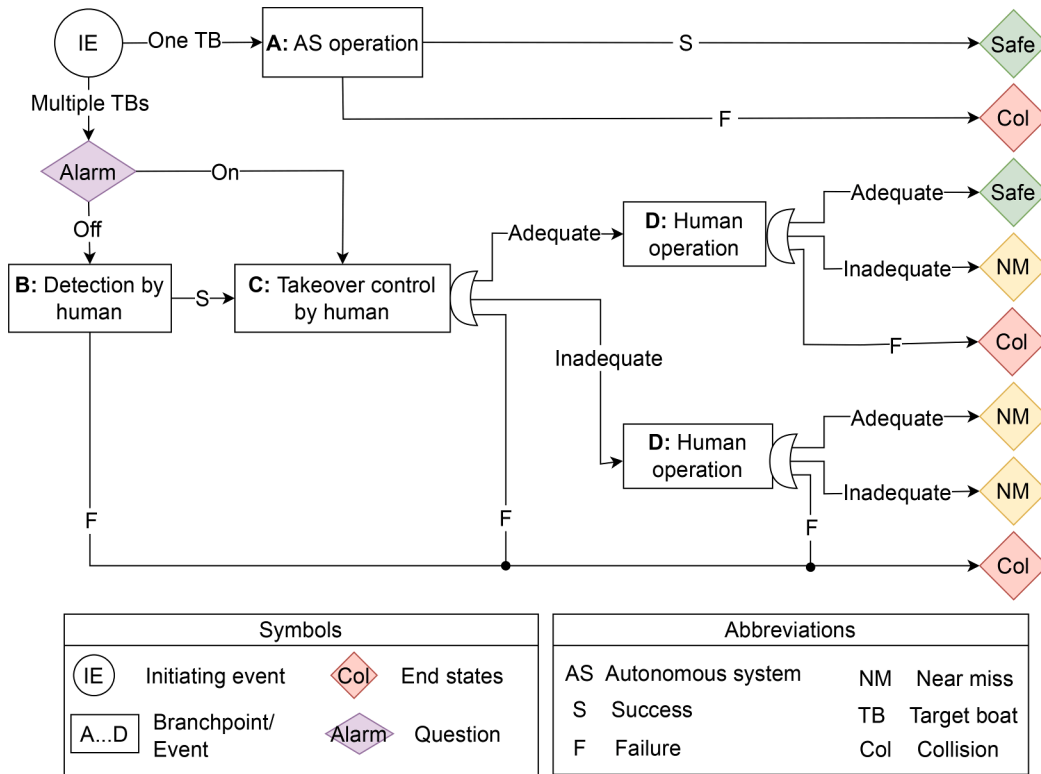 IE
One TB
A: AS operation
S
Safe
Multiple TBs
F
Col
Alarm
On
Off
Adequate
D: Human
operation
Adequate
Safe
Inadequate
NM
F
Col
B: Detection by
human
S
C: Takeover control
by human
Inadequate
D: Human
operation
Adequate
NM
Inadequate
NM
F
F
F
Col
Symbols
IE
Initiating event
Col
End states
A...D
Branchpoint/
Event
Alarm
Question
Abbreviations
AS Autonomous system
NM Near miss
S Success
TB Target boat
F Failure
Col Collision